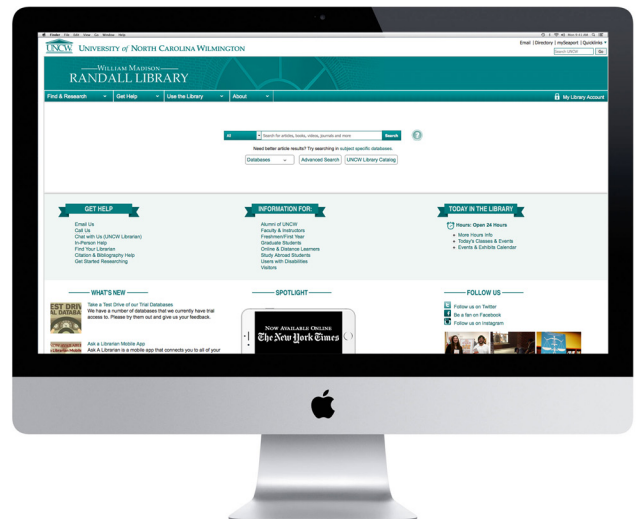 Finder File Edit View Go Window Help
UNCW UNIVERSITY of NORTH CAROLINA WILMINGTON
Email | Directory | mySeaport | Quicklinks
Search UNCW Go
WILLIAM MADISON
RANDALL LIBRARY
Find & Research Get Help Use the Library About My Library Account
All Search for articles, books, videos, journals and more Search ?
Need better article results? Try searching in subject specific databases.
Databases Advanced Search UNCW Library Catalog
GET HELP
Email Us
Call Us
Chat with Us (UNCW Librarian)
In-Person Help
Find Your Librarian
Citation & Bibliography Help
Get Started Researching
INFORMATION FOR:
Alumni of UNCW
Faculty & Instructors
Freshmen/First Year
Graduate Students
Online & Distance Learners
Study Abroad Students
Users with Disabilities
Visitors
TODAY IN THE LIBRARY
Hours: Open 24 Hours
More Hours Info
Today's Classes & Events
Events & Exhibits Calendar
WHAT'S NEW
Take a Test Drive of our Trial Databases
We have a number of databases that we currently have trial
access to. Please try them out and give us your feedback.
Ask a Librarian Mobile App
Ask A Librarian is a mobile app that connects you to all of your
SPOTLIGHT
NOW AVAILABLE ONLINE
The New York Times
FOLLOW US
Follow us on Twitter
Be a fan on Facebook
Follow us on Instagram